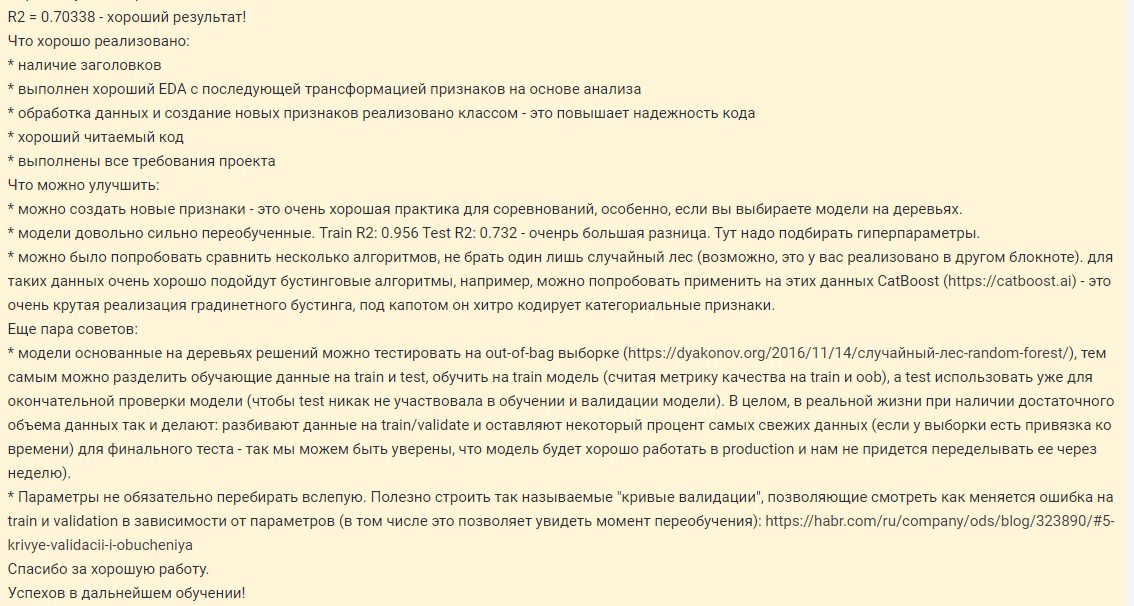 R2 = 0.70338 - хороший результат!
Что хорошо реализовано:
* наличие заголовков
* выполнен хороший EDA с последующей трансформацией признаков на основе анализа
* обработка данных и создание новых признаков реализовано классом - это повышает надежность кода
* хороший читаемый код
* выполнены все требования проекта
Что можно улучшить:
* можно создать новые признаки - это очень хорошая практика для соревнований, особенно, если вы выбираете модели на деревьях.
* модели довольно сильно переобученные. Train R2: 0.956 Test R2: 0.732 - оченрь большая разница. Тут надо подбирать гиперпараметры.
* можно было попробовать сравнить несколько алгоритмов, не брать один лишь случайный лес (возможно, это у вас реализовано в другом блокноте). для
таких данных очень хорошо подойдут бустинговые алгоритмы, например, можно попробовать применить на этих данных CatBoost (https://catboost.ai) - это
очень крутая реализация градинетного бустинга, под капотом он хитро кодирует категориальные признаки.
Еще пара советов:
* модели основанные на деревьях решений можно тестировать на out-of-bag выборке (https://dyakonov.org/2016/11/14/случайный-лес-random-forest/), тем
самым можно разделить обучающие данные на train и test, обучить на train модель (считая метрику качества на train и oob), а test использовать уже для
окончательной проверки модели (чтобы test никак не участвовала в обучении и валидации модели). В целом, в реальной жизни при наличии достаточного
объема данных так и делают: разбивают данные на train/validate и оставляют некоторый процент самых свежих данных (если у выборки есть привязка ко
времени) для финального теста - так мы можем быть уверены, что модель будет хорошо работать в production и нам не придется переделывать ее через
неделю).
* Параметры не обязательно перебирать вслепую. Полезно строить так называемые "кривые валидации", позволяющие смотреть как меняется ошибка на
train и validation в зависимости от параметров (в том числе это позволяет увидеть момент переобучения): https://habr.com/ru/company/ods/blog/323890/#5-
krivye-validacii-i-obucheniya
Спасибо за хорошую работу.
Успехов в дальнейшем обучении!